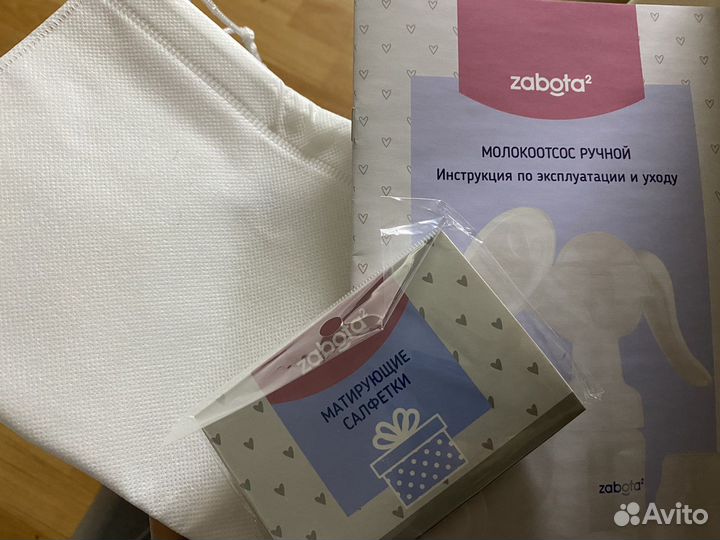 zabota²
МОЛОКООТСОС РУЧНОЙ
Инструкция по эксплуатации и уходу
zabota²
МАТИРУЮЩИЕ
САЛФЕТКИ
zabota²
Avito